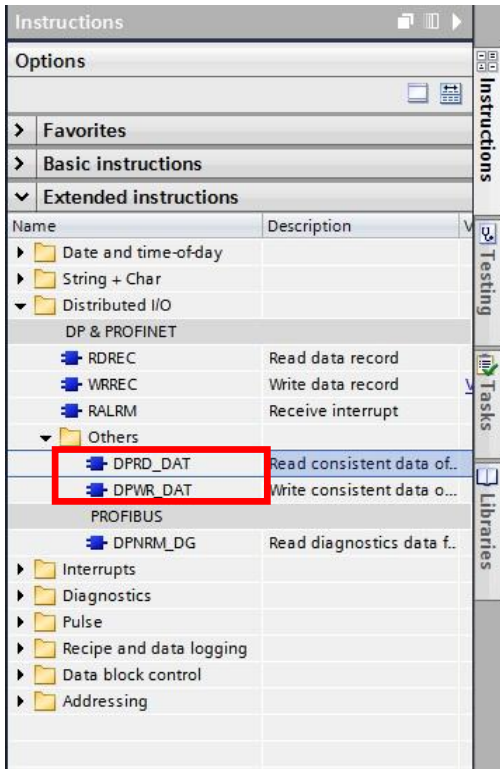 Instructions
Options
Favorites
Basic instructions
Extended instructions
Name Description V
Date and time-of-day
String + Char
Distributed I/O
DP & PROFINET
RDREC Read data record
WRREC Write data record V
RALRM Receive interrupt
Others
DPRD_DAT Read consistent data of..
DPWR_DAT Write consistent data o...
PROFIBUS
DPNRM_DG Read diagnostics data f..
Interrupts
Diagnostics
Pulse
Recipe and data logging
Data block control
Addressing
Instructions
Testing
Tasks
Libraries